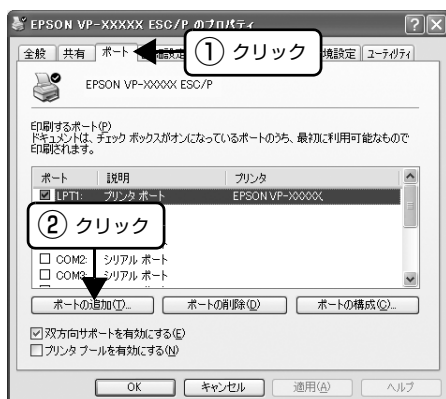 EPSON VP-XXXXX ESC/P のプロパティ
全般 共有 ポート 環境設定 ユーティリティ
① クリック
EPSON VP-XXXXX ESC/P
印刷するポート(P)
ドキュメントは、チェック ボックスがオンになっているポートのうち、最初に利用可能なもので
印刷されます。
ポート 説明 プリンタ
LPT1: プリンタ ポート EPSON VP-XXXXX,
② クリック
COM2: シリアル ポート
COM3: シリアル ポート
ポートの追加(T)... ポートの削除(D) ポートの構成(C)...
双方向サポートを有効にする(E)
プリンタ プールを有効にする(N)
OK キャンセル 適用(A) ヘルプ